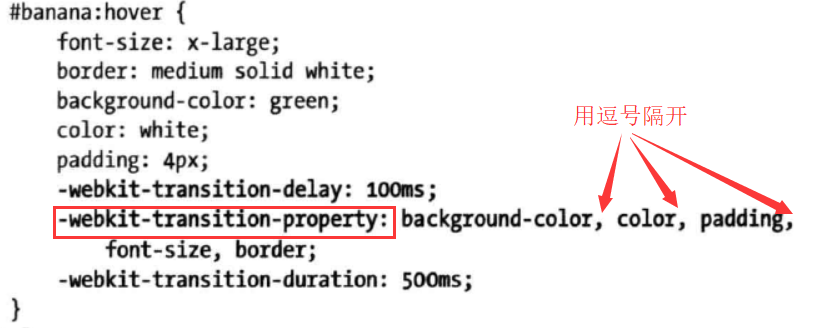 #banana:hover {
font-size: x-large;
border: medium solid white;
background-color: green;
用逗号隔开
color: white;
padding: 4px;
-webkit-transition-delay: 100ms;
-webkit-transition-property: background-color, color, padding,
font-size, border;
-webkit-transition-duration: 500ms;
}